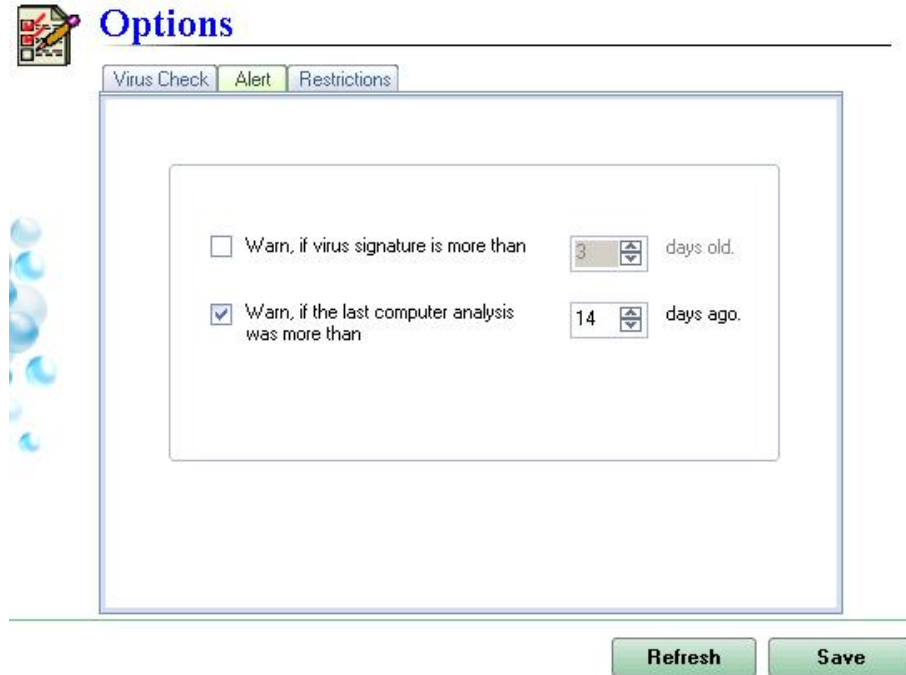 Options
Virus Check Alert Restrictions
Warn, if virus signature is more than 3 days old.
Warn, if the last computer analysis 14 days ago.
was more than
Refresh Save